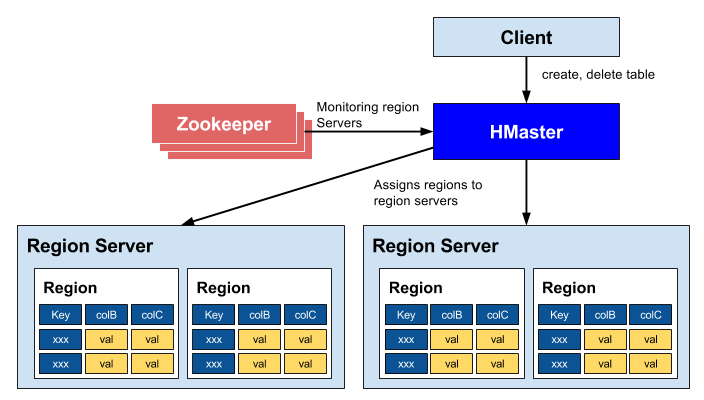 Client
create, delete table
Zookeeper
Monitoring region
Servers
HMaster
Assigns regions to
region servers
Region Server
Region
Key colB colC
xxx val val
xxx val val
Region
Key colB colC
xxx val val
xxx val val
Region Server
Region
Key colB colC
xxx val val
xxx val val
Region
Key colB colC
xxx val val
xxx val val